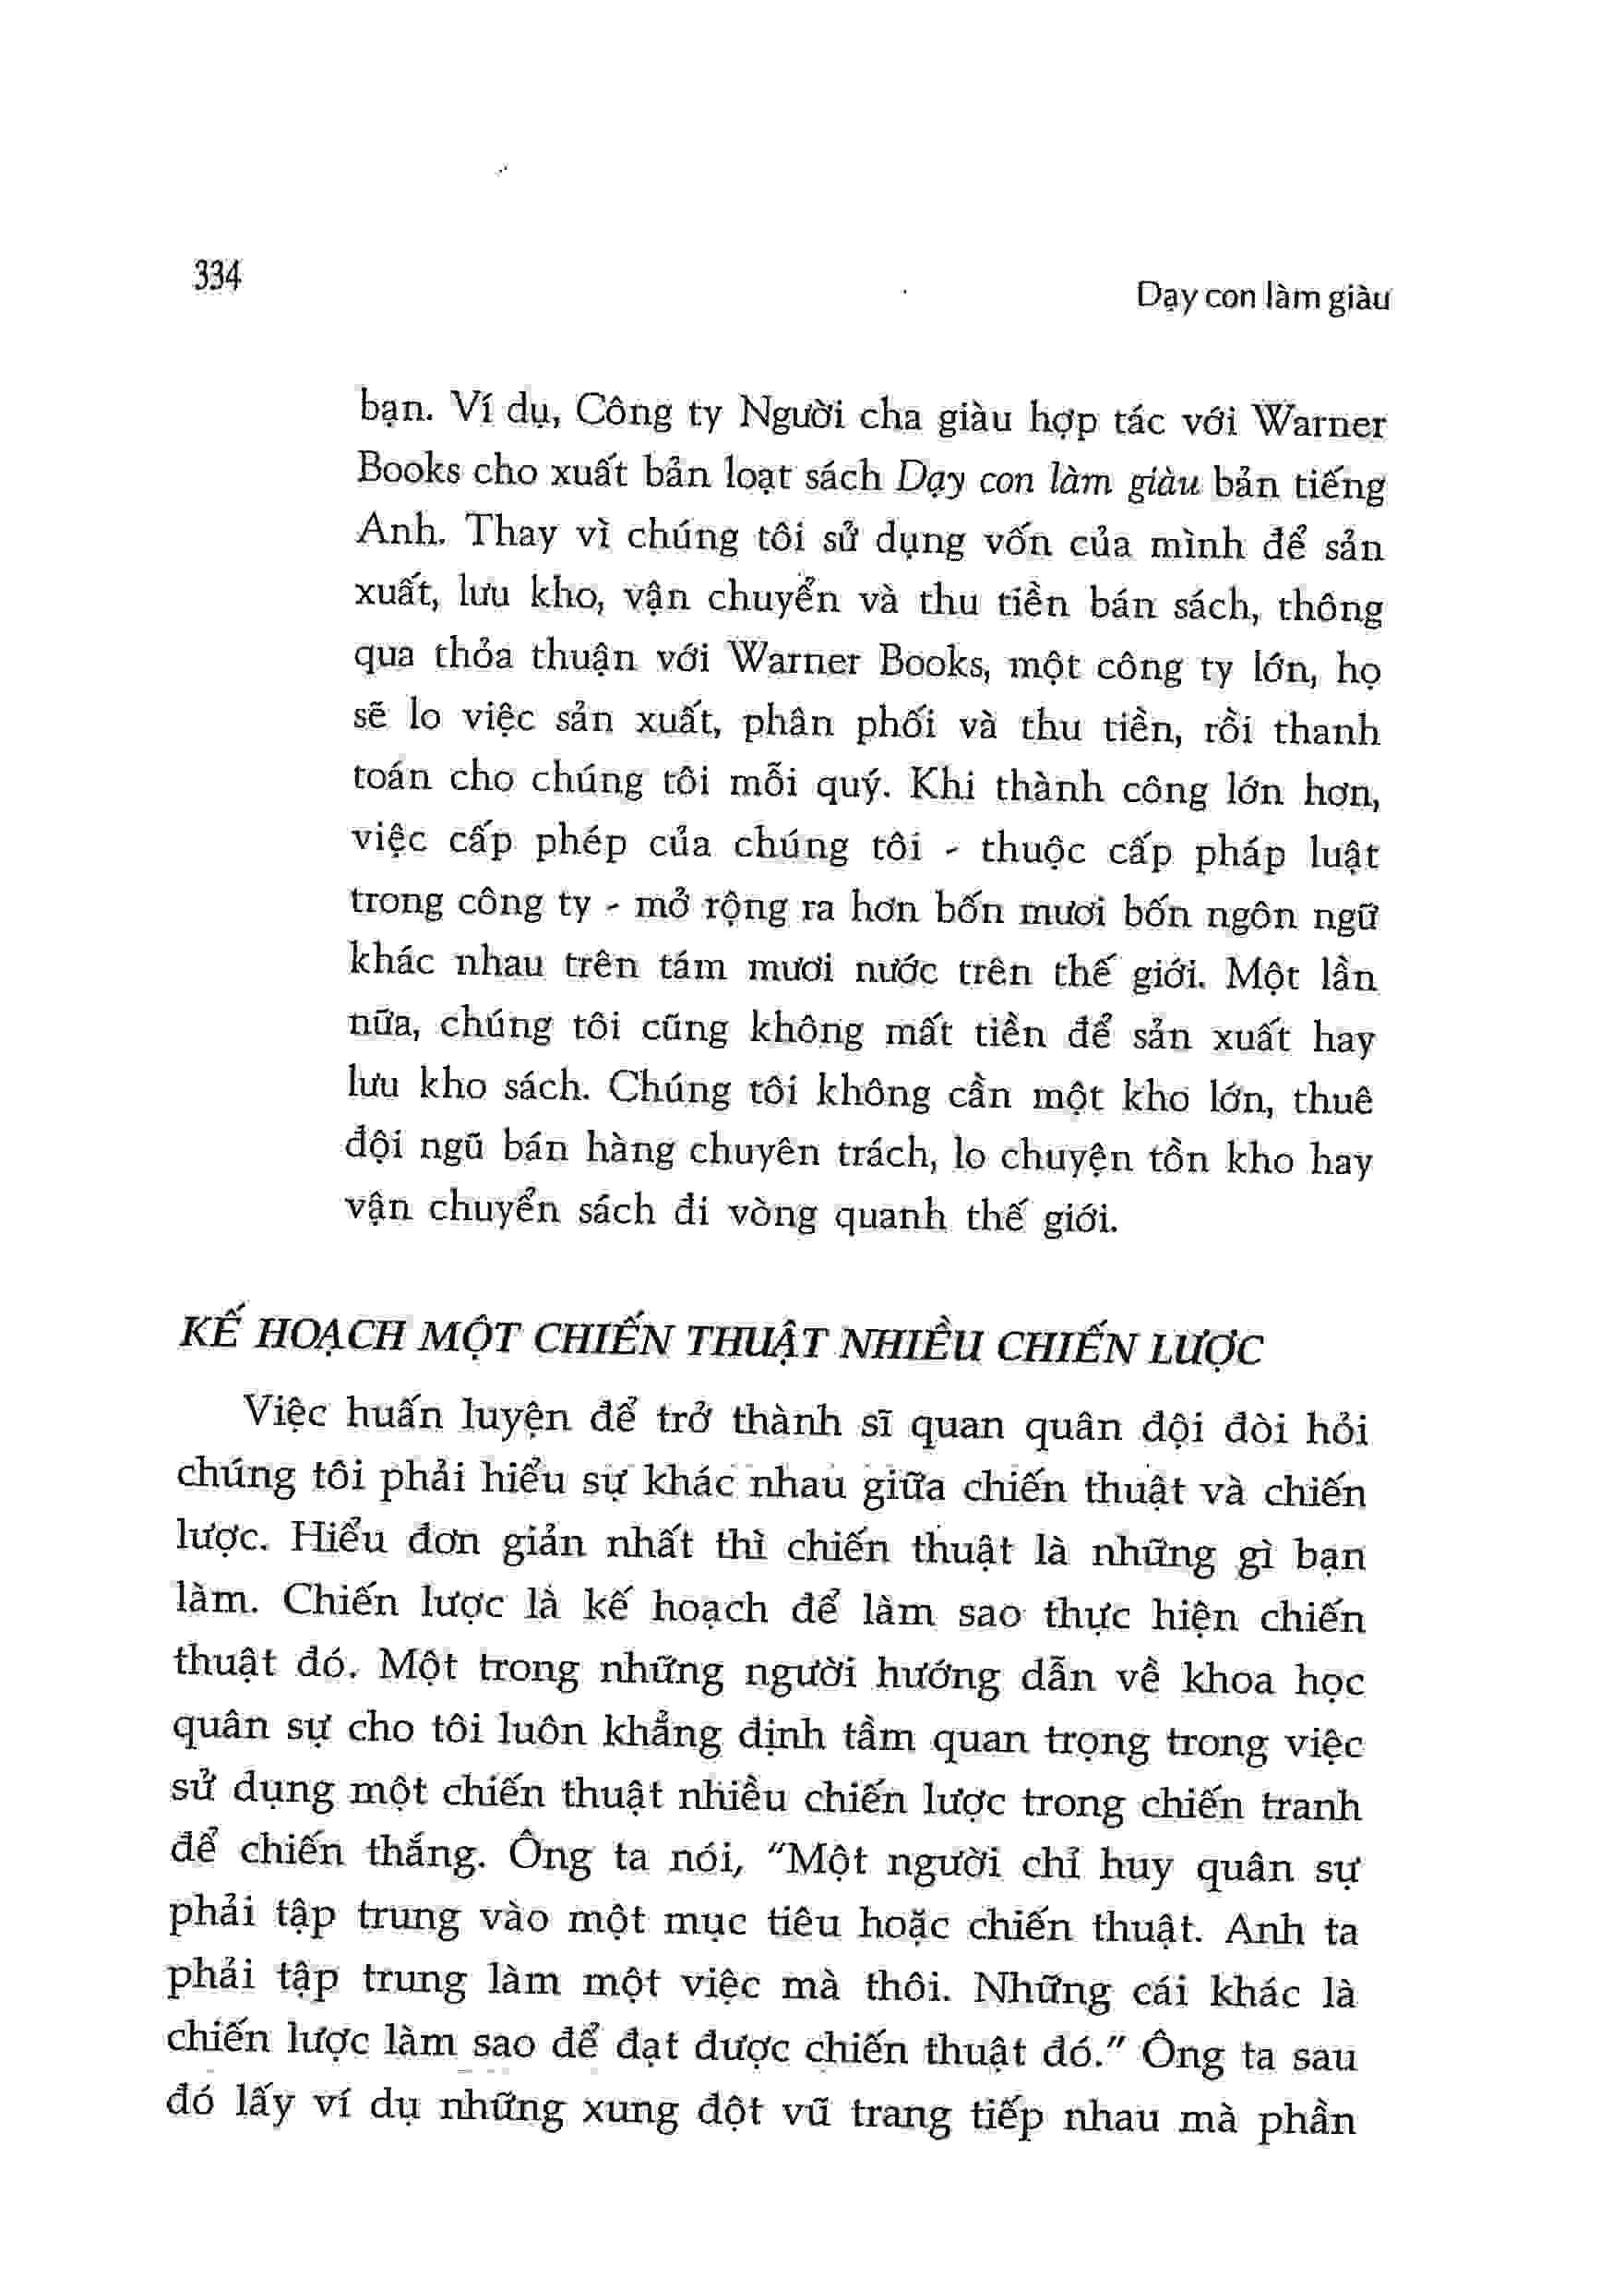 334
Dạy con làm giàu
bạn. Ví dụ, Công ty Người cha giàu hợp tác với Warner
Books cho xuất bản loạt sách Dạy con làm giàu bản tiếng
Anh. Thay vì chúng tôi sử dụng vốn của mình để sản
xuất, lưu kho, vận chuyển và thu tiền bán sách, thông
qua thỏa thuận với Warner Books, một công ty lớn, họ
sẽ lo việc sản xuất, phân phối và thu tiền, rồi thanh
toán cho chúng tôi mỗi quý. Khi thành công lớn hơn,
việc cấp phép của chúng tôi - thuộc cấp pháp luật
trong công ty - mở rộng ra hơn bốn mươi bốn ngôn ngữ
khác nhau trên tám mươi nước trên thế giới. Một lần
nữa, chúng tôi cũng không mất tiền để sản xuất hay
lưu kho sách. Chúng tôi không cần một kho lớn, thuê
đội ngũ bán hàng chuyên trách, lo chuyện tồn kho hay
vận chuyển sách đi vòng quanh thế giới.
KẾ HOẠCH MỘT CHIẾN THUẬT NHIỀU CHIẾN LƯỢC
Việc huấn luyện để trở thành sĩ quan quân đội đòi hỏi
chúng tôi phải hiểu sự khác nhau giữa chiến thuật và chiến
lược. Hiểu đơn giản nhất thì chiến thuật là những gì bạn
làm. Chiến lược là kế hoạch để làm sao thực hiện chiến
thuật đó. Một trong những người hướng dẫn về khoa học
quân sự cho tôi luôn khẳng định tầm quan trọng trong việc
sử dụng một chiến thuật nhiều chiến lược trong chiến tranh
để chiến thắng. Ông ta nói, "Một người chỉ huy quân sự
phải tập trung vào một mục tiêu hoặc chiến thuật. Anh ta
phải tập trung làm một việc mà thôi. Những cái khác là
chiến lược làm sao để đạt được chiến thuật đó." Ông ta sau
đó lấy ví dụ những xung đột vũ trang tiếp nhau mà phần